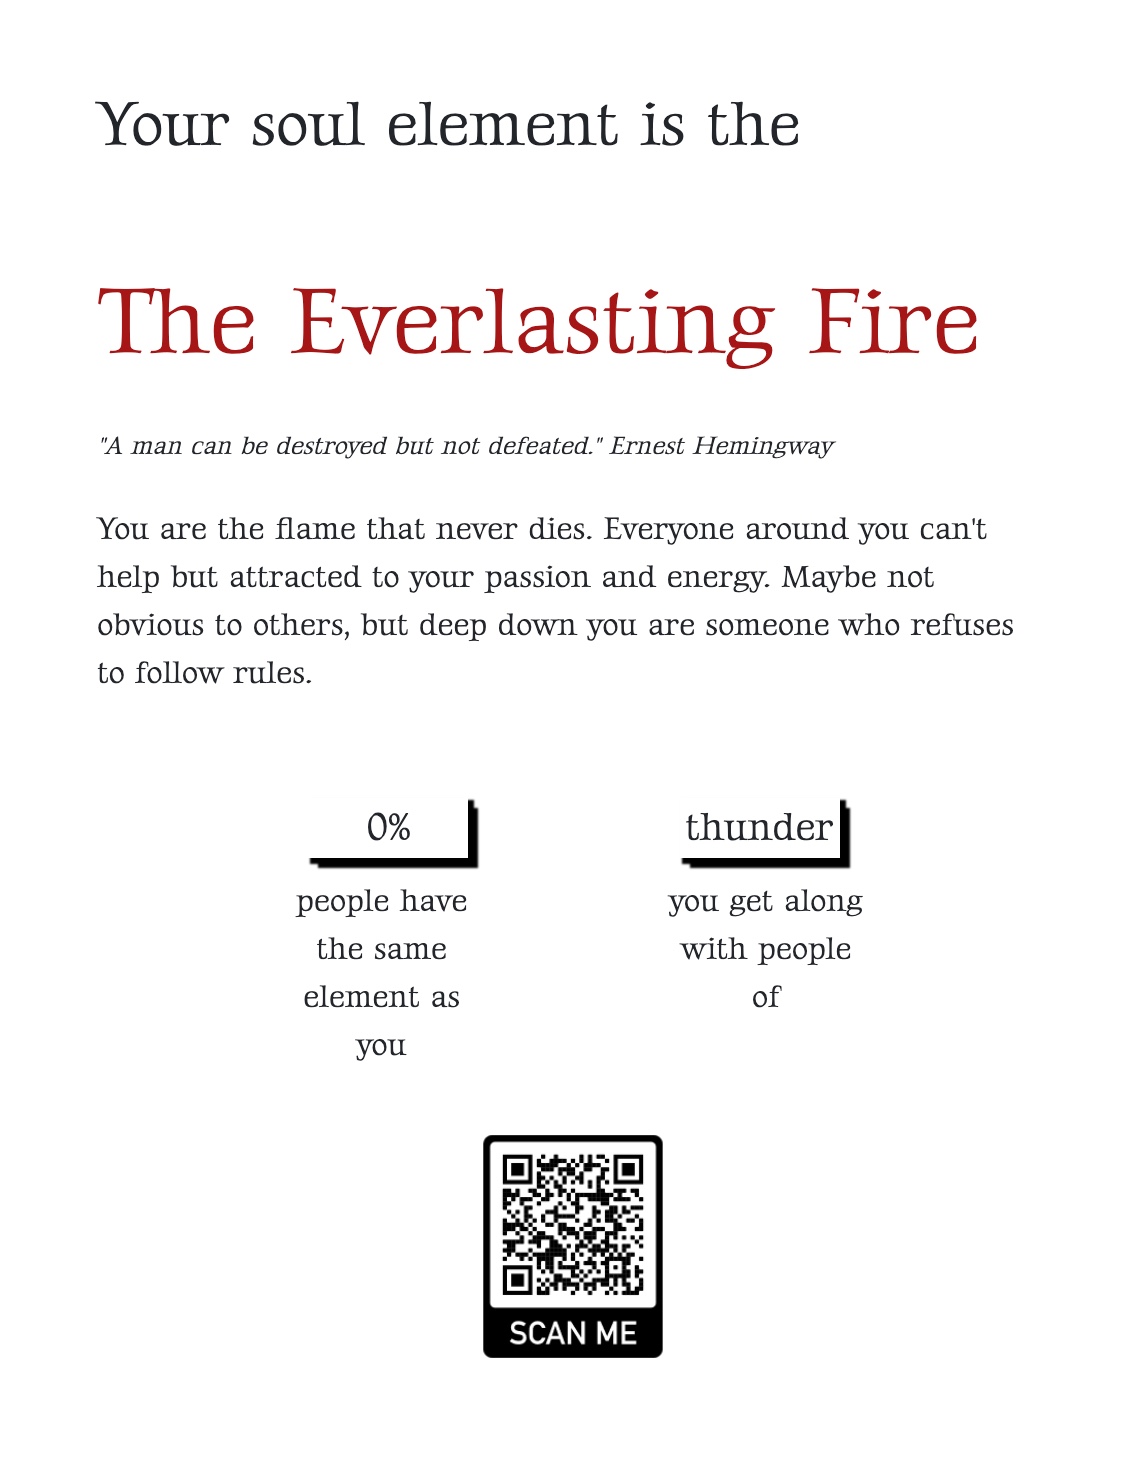 Your soul element is the
The Everlasting Fire
"A man can be destroyed but not defeated." Ernest Hemingway
You are the flame that never dies. Everyone around you can't
help but attracted to your passion and energy. Maybe not
obvious to others, but deep down you are someone who refuses
to follow rules.
0%
people have
the same
element as
you
thunder
you get along
with people
of
SCAN ME